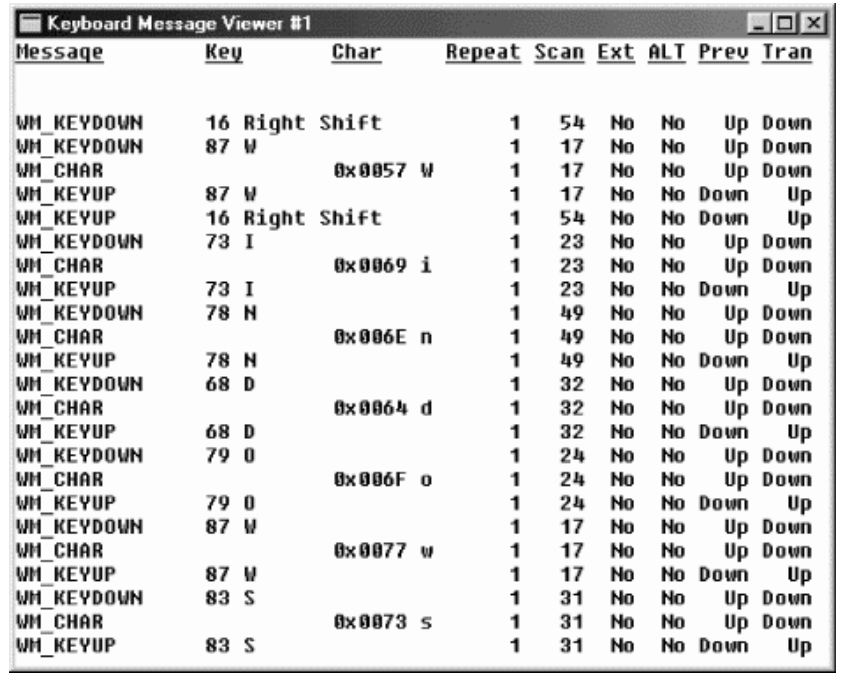 Keyboard Message Viewer #1
Message Key Char Repeat Scan Ext ALT Prev Tran
WM_KEYDOWN 16 Right Shift 1 54 No No Up Down
WM_KEYDOWN 87 W 1 17 No No Up Down
WM_CHAR 0x0057 W 1 17 No No Up Down
WM_KEYUP 87 W 1 17 No No Down Up
WM_KEYUP 16 Right Shift 1 54 No No Down Up
WM_KEYDOWN 73 I 1 23 No No Up Down
WM_CHAR 0x0069 i 1 23 No No Up Down
WM_KEYUP 73 I 1 23 No No Down Up
WM_KEYDOWN 78 N 1 49 No No Up Down
WM_CHAR 0x006E n 1 49 No No Up Down
WM_KEYUP 78 N 1 49 No No Down Up
WM_KEYDOWN 68 D 1 32 No No Up Down
WM_CHAR 0x0064 d 1 32 No No Up Down
WM_KEYUP 68 D 1 32 No No Down Up
WM_KEYDOWN 79 O 1 24 No No Up Down
WM_CHAR 0x006F o 1 24 No No Up Down
WM_KEYUP 79 O 1 24 No No Down Up
WM_KEYDOWN 87 W 1 17 No No Up Down
WM_CHAR 0x0077 w 1 17 No No Up Down
WM_KEYUP 87 W 1 17 No No Down Up
WM_KEYDOWN 83 S 1 31 No No Up Down
WM_CHAR 0x0073 s 1 31 No No Up Down
WM_KEYUP 83 S 1 31 No No Down Up